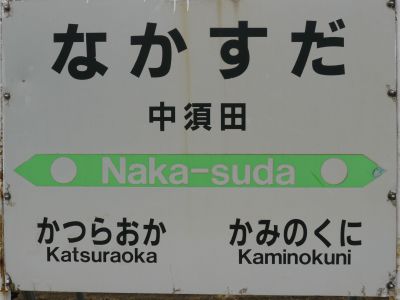 なかすだ
中須田
Naka-suda
かつらおか かみのくに
Katsuraoka Kaminokuni